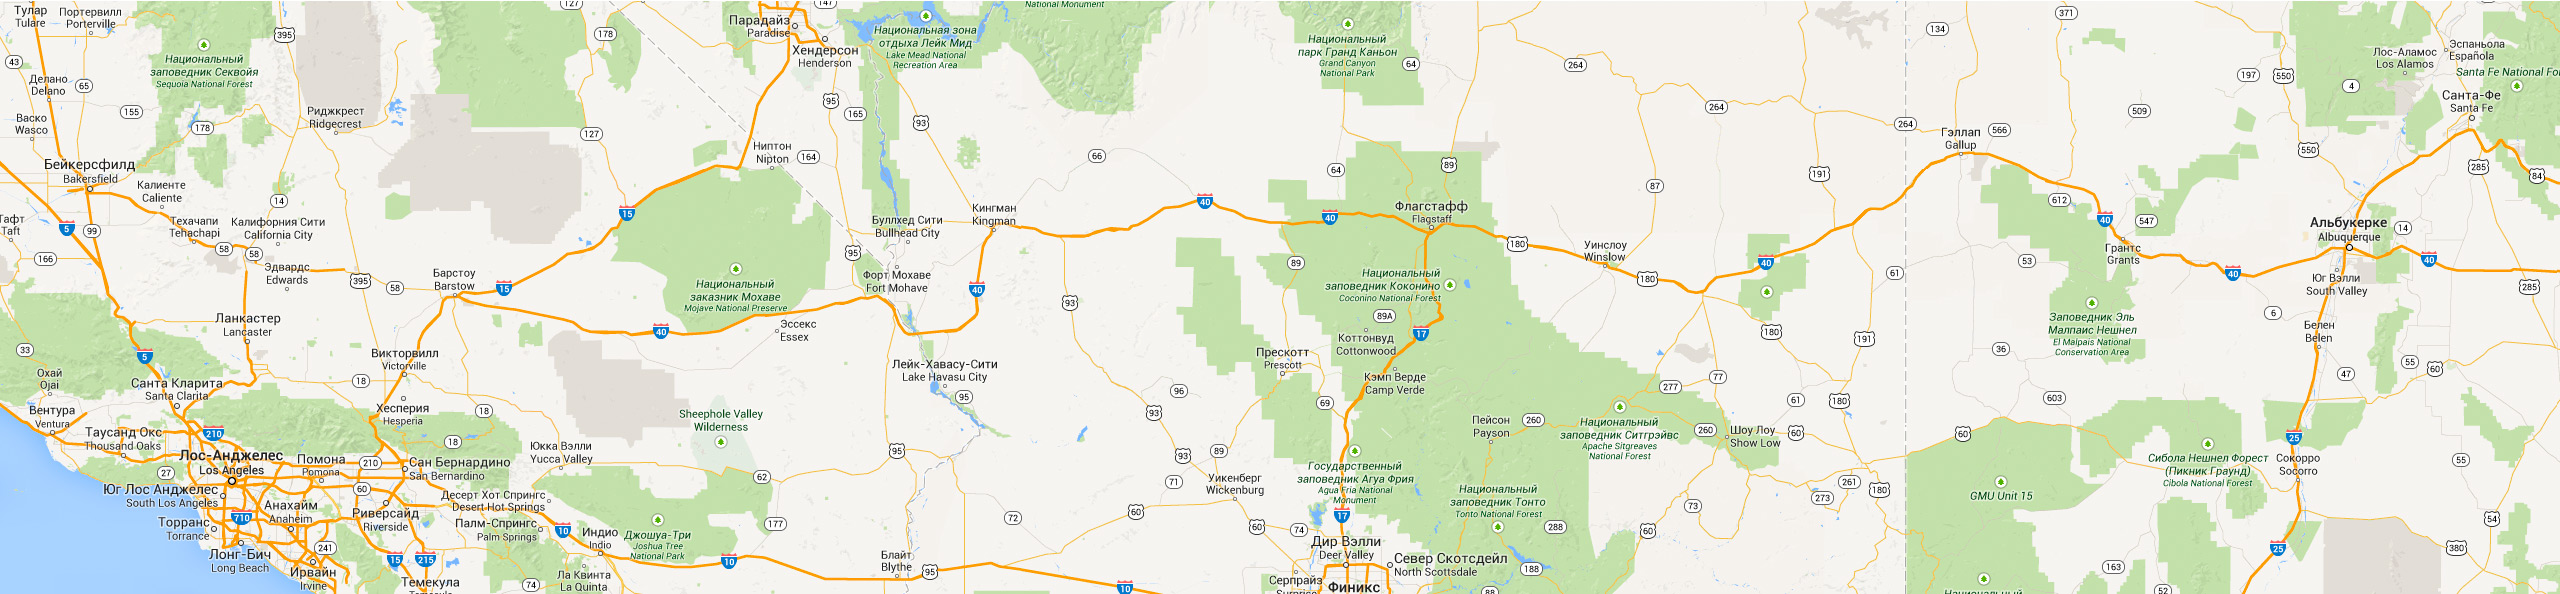 Тулар
Tulare
Портервилл
Porterville
43
65
Делано
Delano
155
Васко
Wasco
Национальный
заповедник Секвойя
Sequoia National Forest
178
395
Риджкрест
Ridgecrest
Бейкерсфилд
Bakersfield
Калиенте
Caliente
14
Техачапи
Tehachapi
Калифорния Сити
California City
Тафт
Taft
5
99
166
58
58
Эдвардс
Edwards
395
58
Барстоу
Barstow
15
15
Ланкастер
Lancaster
33
5
Охай
Ojai
Санта Кларита
Santa Clarita
Викторвилл
Victorville
18
Вентура
Ventura
Хесперия
Hesperia
18
18
Таусанд Окс
Thousand Oaks
210
Лос-Анджелес
Los Angeles
Помона
Pomona
210
Сан Бернардино
San Bernardino
27
Юг Лос Анджелес
South Los Angeles
60
Анахайм
Anaheim
Риверсайд
Riverside
Торранс
Torrance
710
Лонг-Бич
Long Beach
241
Ирвайн
Irvine
15
215
Темекула
Юкка Вэлли
Yucca Valley
Десерт Хот Спрингс
Desert Hot Springs
Палм-Спрингс
Palm Springs
10
Индио
Indio
Ла Квинта
La Quinta
74
Джошуа-Три
Joshua Tree
National Park
62
177
10
Sheephole Valley
Wilderness
127
178
127
Парадайз
Paradise
147
Хендерсон
Henderson
Национальная зона
отдыха Лейк Мид
Lake Mead National
Recreation Area
95
165
93
Ниптон
Nipton
164
Национальный
заказник Мохаве
Mojave National Preserve
40
Эссекс
Essex
Буллхед Сити
Bullhead City
95
Форт Мохаве
Fort Mohave
Кингман
Kingman
40
Лейк-Хавасу-Сити
Lake Havasu City
95
95
Блайт
Blythe
95
10
72
60
71
National Monument
66
40
93
96
93
93
89
Уикенберг
Wickenburg
60
74
Национальный
парк Гранд Каньон
Grand Canyon
National Park
64
64
89
40
Флагстафф
Flagstaff
89
Национальный
заповедник Коконино
Coconino National Forest
89A
17
Коттонвуд
Cottonwood
Прескотт
Prescott
Кэмп Верде
Camp Verde
69
Государственный
заповедник Агуа Фрия
Agua Fria National
Monument
17
Дир Вэлли
Deer Valley
Север Скотсдейл
North Scottsdale
Серпрайз
Surprise
Финикс
88
188
288
Национальный
заповедник Тонто
Tonto National Forest
Пейсон
Payson
260
Национальный
заповедник Ситгрэйвс
Apache Sitgreaves
National Forest
277
260
77
Шоу Лоу
Show Low
60
61
180
60
73
273
261
180
180
Уинслоу
Winslow
180
40
180
191
61
264
87
264
191
264
134
371
Гэллап
Gallup
566
509
612
40
547
53
Грантс
Grants
40
Заповедник Эль
Малпаис Нешнел
El Malpais National
Conservation Area
36
6
603
60
GMU Unit 15
Национальный
Сибола Нешнел Форест
(Пикник Граунд)
Cibola National Forest
163
52
197
550
4
550
Лос-Аламос
Los Alamos
Эспаньола
Española
Santa Fe National For
Санта-Фе
Santa Fe
285
84
Альбукерке
Albuquerque
14
40
285
Юг Вэлли
South Valley
Белен
Belen
55
60
47
25
Сокорро
Socorro
55
54
25
380